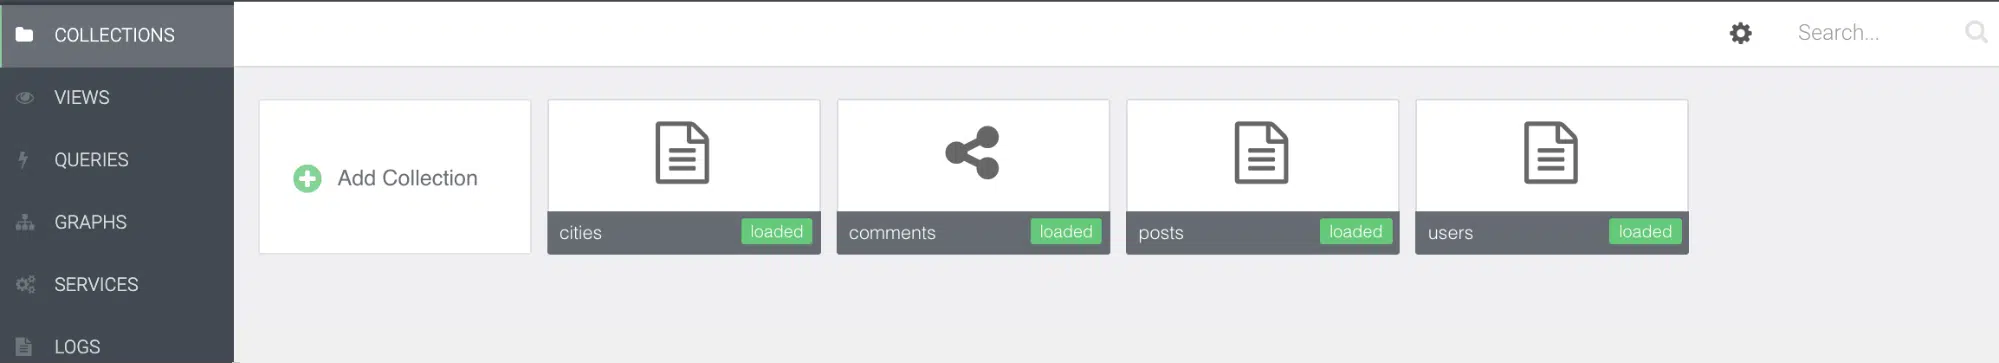 COLLECTIONS
Search...
VIEWS
QUERIES
Add Collection
GRAPHS
cities loaded
comments loaded
posts loaded
users loaded
SERVICES
LOGS